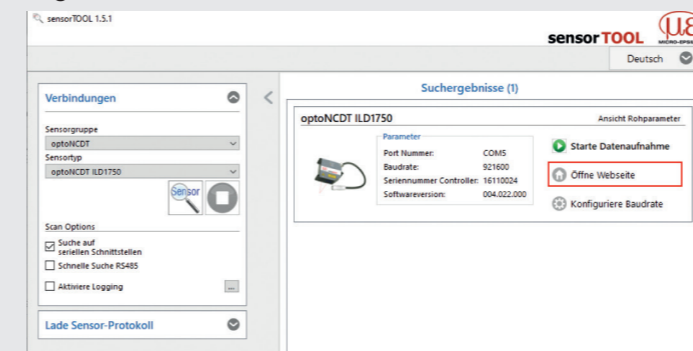 sensorTOOL 1.5.1
sensorTOOL
MICRO-EPSI
Deutsch
Verbindungen
Sensorgruppe
optoNCDT
Sensortyp
optoNCDT ILD1750
Sensor
Scan Options
Suche auf
seriellen Schnittstellen
Schnelle Suche RS485
Aktiviere Logging
...
Lade Sensor-Protokoll
Suchergebnisse (1)
optoNCDT ILD1750
Ansicht Rohparameter
Parameter
Port Nummer: COM5
Baudrate: 921600
Seriennummer Controller: 16110024
Softwareversion: 004.022.000
Starte Datenaufnahme
Öffne Webseite
Konfiguriere Baudrate